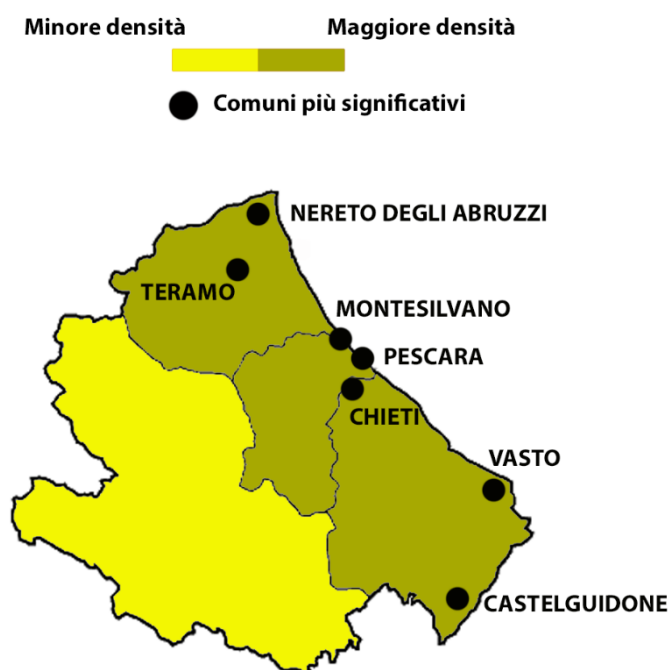 Minore densità Maggiore densità
Comuni più significativi
NERETO DEGLI ABRUZZI
TERAMO
MONTESILVANO
PESCARA
CHIETI
VASTO
CASTELGUIDONE